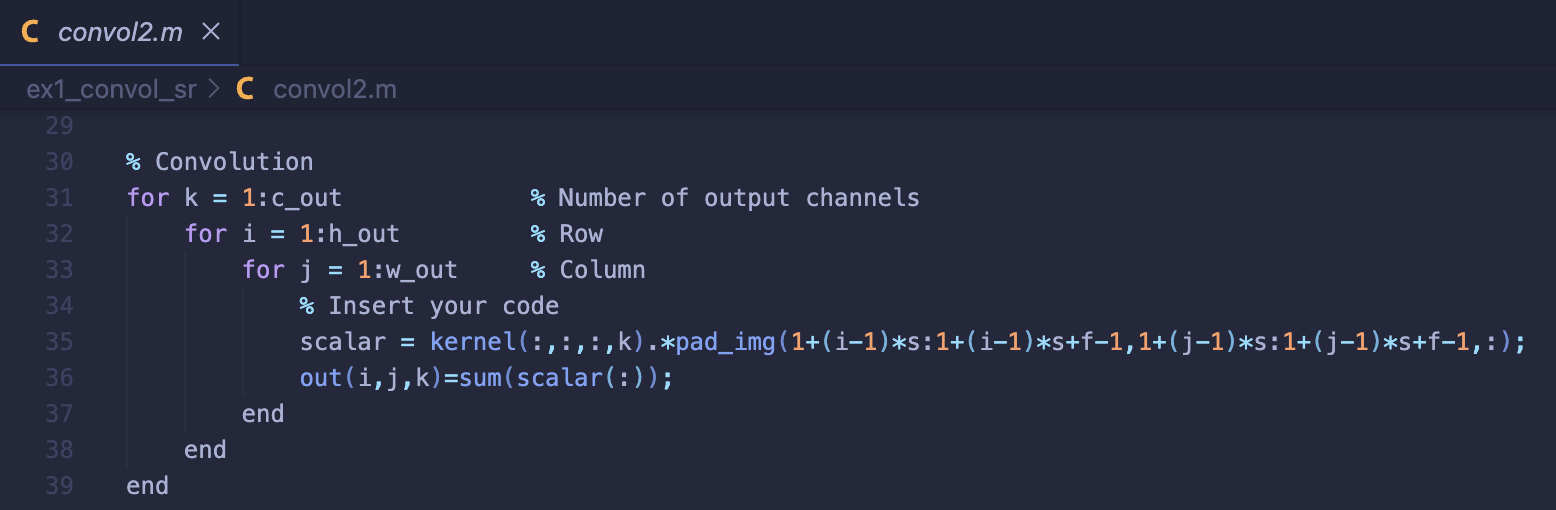 convol2.m
ex1_convol_sr > convol2.m
29
30 % Convolution
31 for k = 1:c_out % Number of output channels
32 for i = 1:h_out % Row
33 for j = 1:w_out % Column
34 % Insert your code
35 scalar = kernel(:,:,:,k).*pad_img(1+(i-1)*s:1+(i-1)*s+f-1,1+(j-1)*s:1+(j-1)*s+f-1,:);
36 out(i,j,k)=sum(scalar(:));
37 end
38 end
39 end